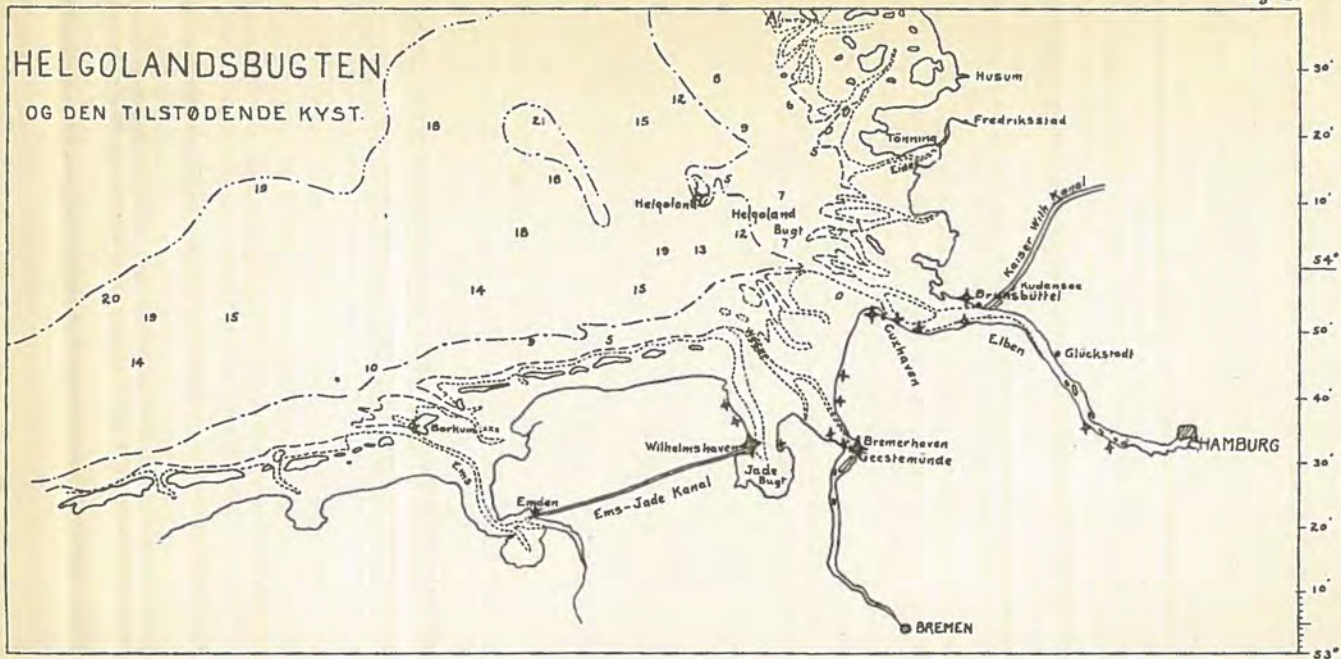 HELGOLANDSBUGTEN
OG DEN TILSTØDENDE KYST.
Amrum
Husum
Fredriksstad
Tönning
Eider
Helgoland
Helgoland
Bugt
Kaiser Wilh Kanal
Kudensee
Brunsbüttel
Cuxhaven
Elben
Glückstadt
HAMBURG
Weser
Borkum
Ems
Wilhelmshaven
Jade
Bugt
Bremerhaven
Geestemünde
Emden
Ems-Jade Kanal
BREMEN
6
12
9
6
5
18
21
15
18
19
5
7
12
7
18
19
13
14
15
20
19
15
14
10
5
0
30'
20'
10'
54°
50'
40'
30'
20'
10'
53°